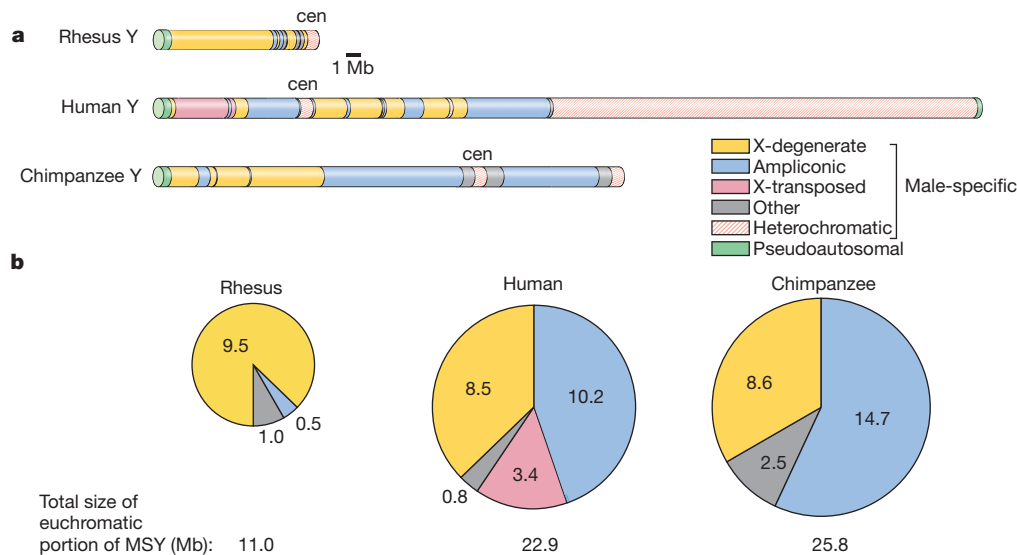 a
cen
Rhesus Y
1 Mb
cen
Human Y
cen
Chimpanzee Y
X-degenerate
Ampliconic
X-transposed
Other
Heterochromatic
Pseudoautosomal
Male-specific
b
Rhesus
Human
Chimpanzee
9.5
1.0
0.5
8.5
10.2
0.8
3.4
8.6
14.7
2.5
Total size of
euchromatic
portion of MSY (Mb): 11.0 22.9 25.8